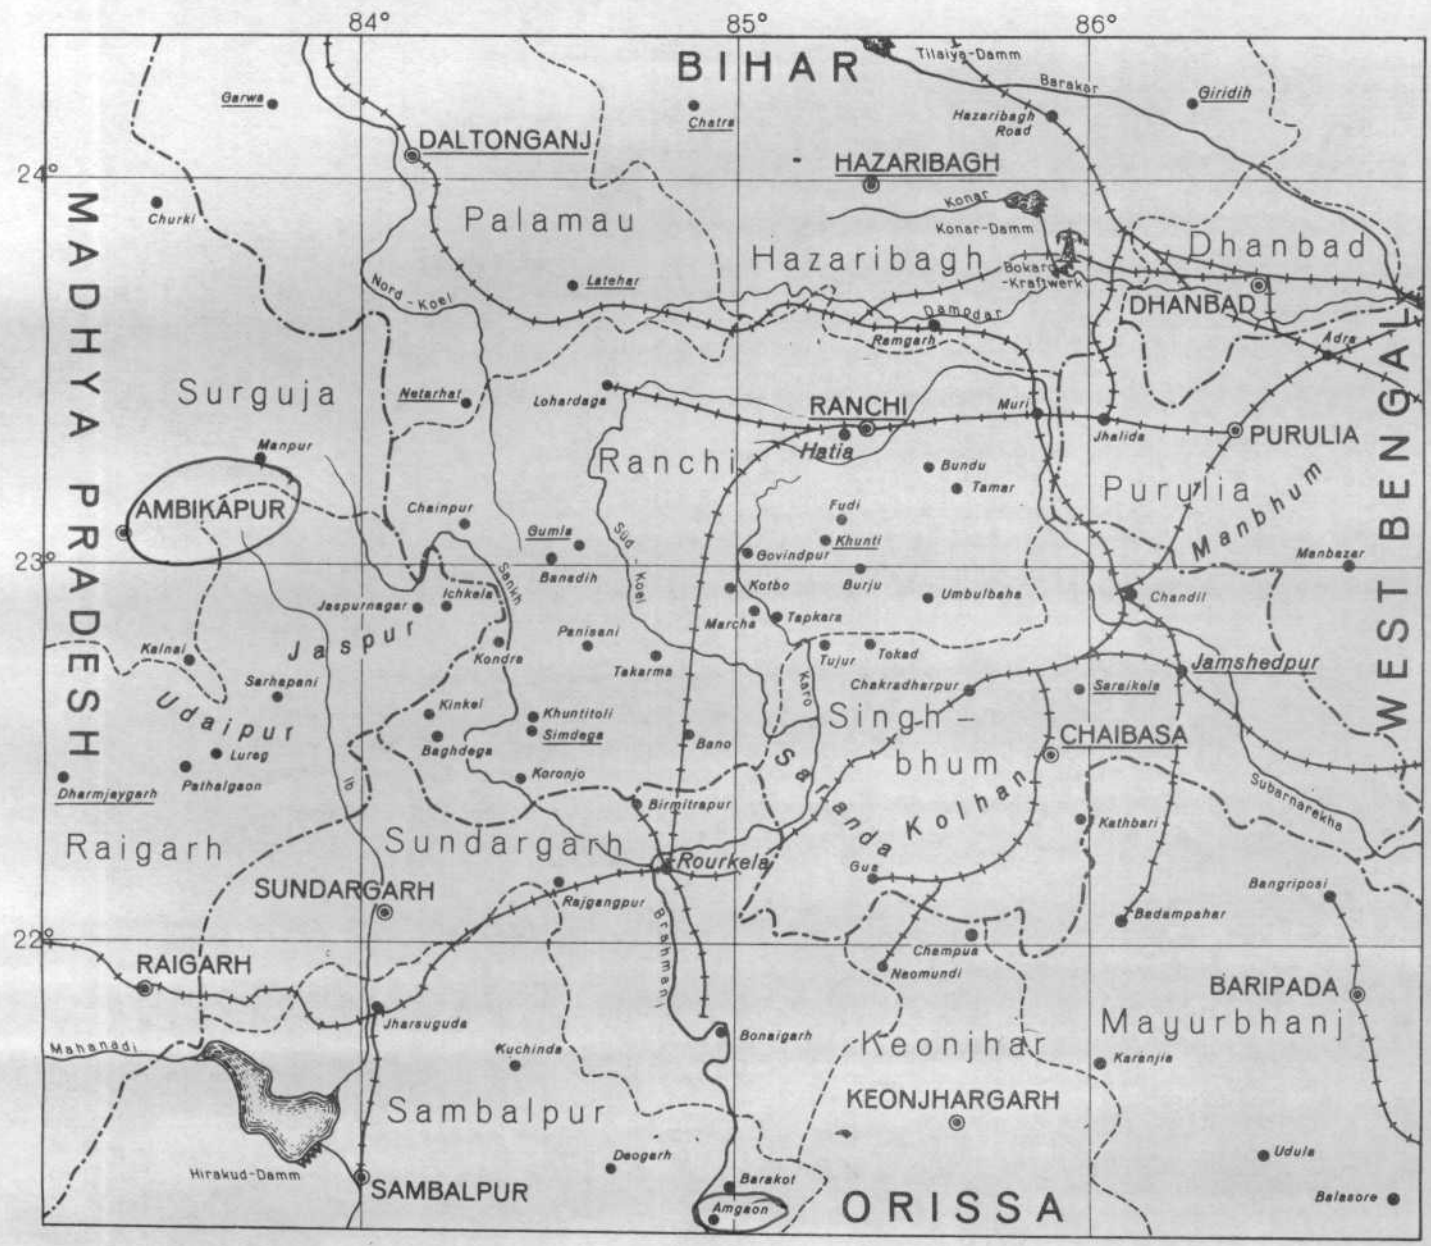 84°
85°
86°
BIHAR
Tilaiya-Damm
Barakar
Garwa
Giridih
Chatra
Hazaribagh
Road
DALTONGANJ
HAZARIBAGH
24°
MADHYA PRADESH
Churki
Palamau
Konar
Konar-Damm
Hazaribagh
Dhanbad
Latehar
Bokaro
-Kraftwerk
Nord-Koel
DHANBAD
Damodar
Ramgarh
Adra
WEST BENGAL
Surguja
Netarhat
Lohardaga
RANCHI
Muri
Hatia
Jhalida
PURULIA
Manpur
Ranchi
Bundu
Tamar
Purulia
Manbhum
AMBIKAPUR
Chainpur
Fudi
Gumla
Süd-Koel
Khunti
Govindpur
Manbazar
23°
Banadih
Sankh
Kotbo
Burju
Umbulbaha
Chandil
Jaspurnagar
Ichkela
Marcha
Tapkara
Jaspur
Panisani
Kalnai
Kondra
Takarma
Tujur
Tokad
Jamshedpur
Sarhapani
Karo
Chakradharpur
Saraikela
Udaipur
Kinkel
Khuntitoli
Singh-
Baghdega
Simdega
Bano
CHAIBASA
Lureg
Saranda
bhum
Dharmjaygarh
Pathalgaon
Ib
Koronjo
Kolhan
Subarnarekha
Birmitrapur
Kathbari
Raigarh
Sundargarh
Rourkela
Gua
SUNDARGARH
Rajgangpur
Bangriposi
Badampahar
22°
Brahmani
Champua
RAIGARH
Naomundi
BARIPADA
Jharsuguda
Mayurbhanj
Mahanadi
Kuchinda
Bonaigarh
Keonjhar
Karanjia
Sambalpur
KEONJHARGARH
Hirakud-Damm
Deogarh
Udula
SAMBALPUR
Barakot
Amgaon
ORISSA
Balasore